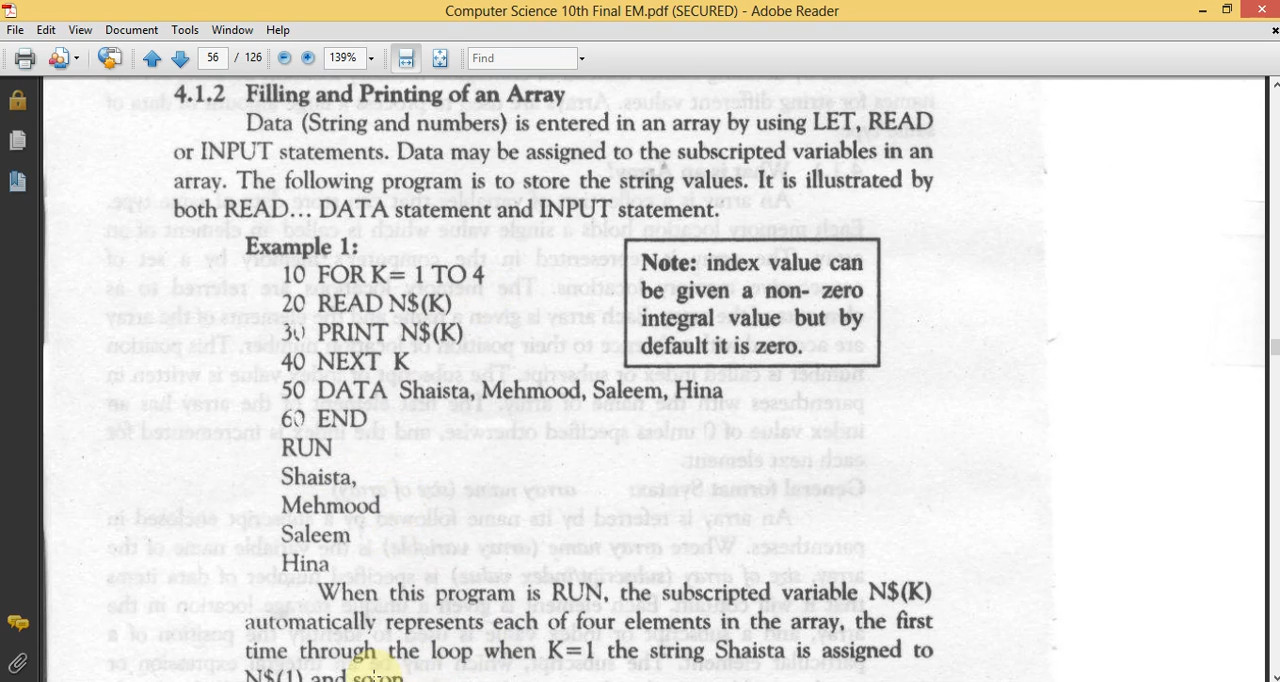 Computer Science 10th Final EM.pdf (SECURED) - Adobe Reader
File Edit View Document Tools Window Help
56 / 126 139% Find
4.1.2 Filling and Printing of an Array
Data (String and numbers) is entered in an array by using LET, READ
or INPUT statements. Data may be assigned to the subscripted variables in an
array. The following program is to store the string values. It is illustrated by
both READ... DATA statement and INPUT statement.
Example 1:
10 FOR K= 1 TO 4
20 READ N$(K)
30 PRINT N$(K)
40 NEXT K
50 DATA Shaista, Mehmood, Saleem, Hina
60 END
RUN
Shaista,
Mehmood
Saleem
Hina
Note: index value can
be given a non- zero
integral value but by
default it is zero.
When this program is RUN, the subscripted variable N$(K)
automatically represents each of four elements in the array, the first
time through the loop when K=1 the string Shaista is assigned to
N$(1) and so on